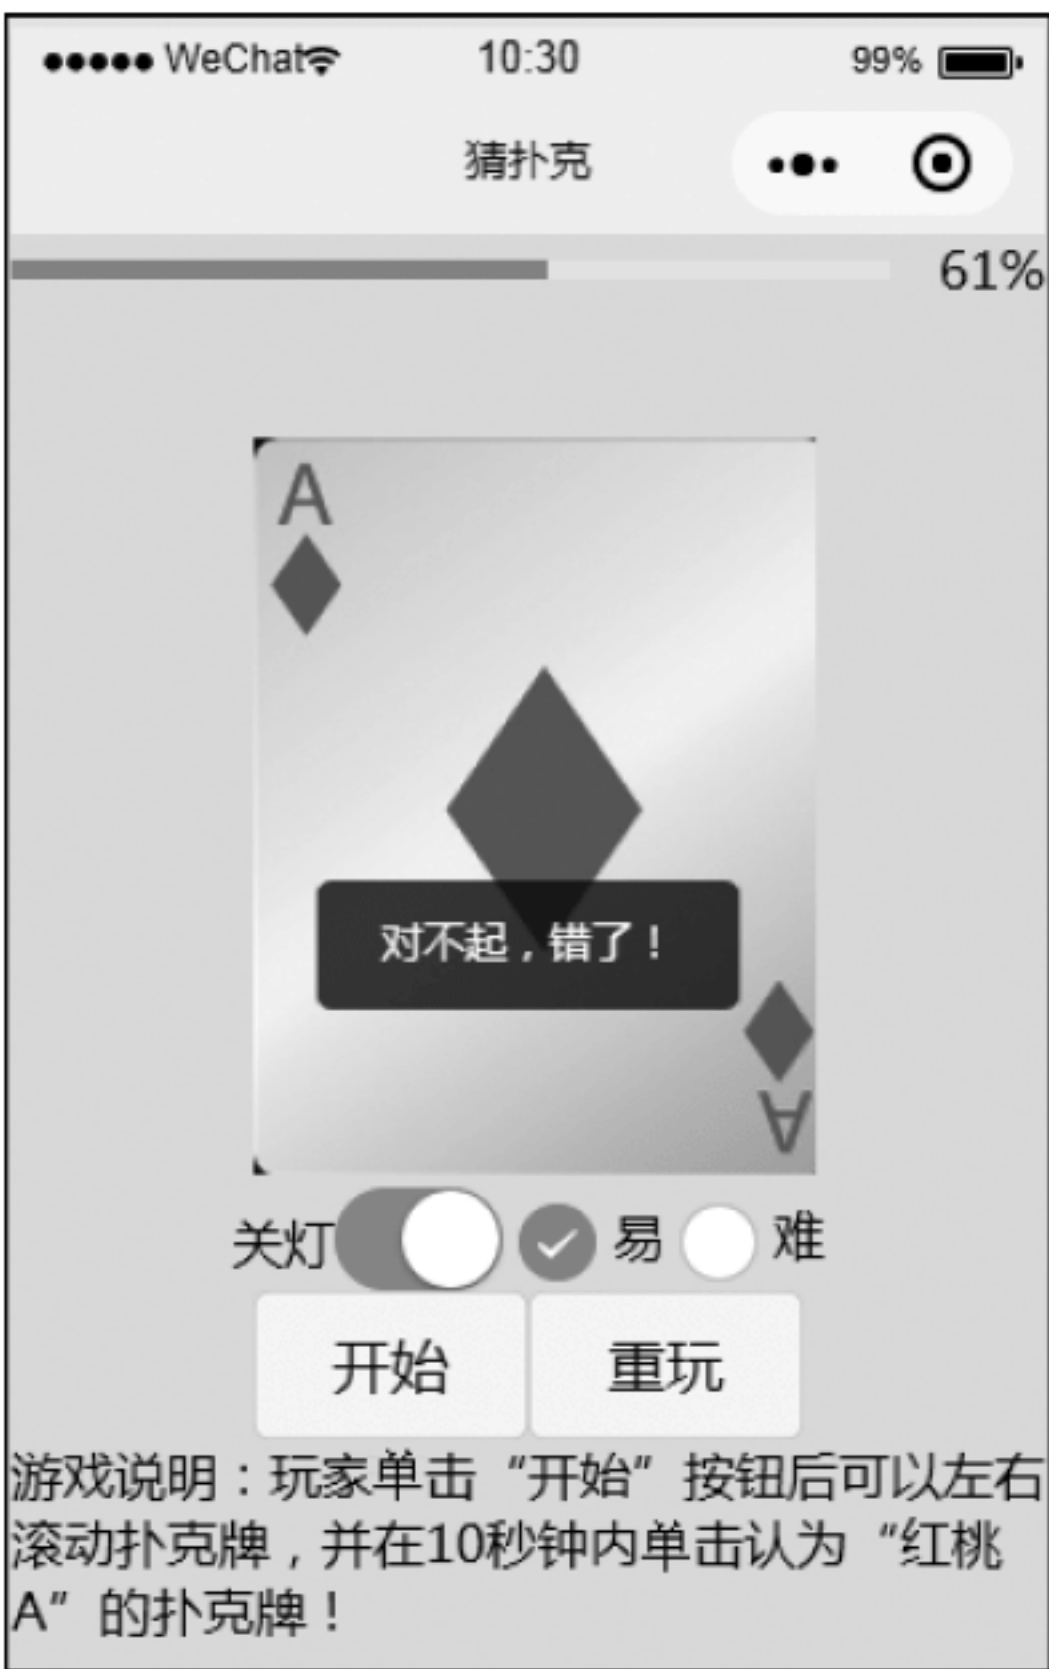 WeChat 10:30 99%
猜扑克
61%
A
对不起，错了！
A
关灯 易 难
开始 重玩
游戏说明：玩家单击“开始”按钮后可以左右
滚动扑克牌，并在10秒钟内单击认为“红桃
A”的扑克牌！